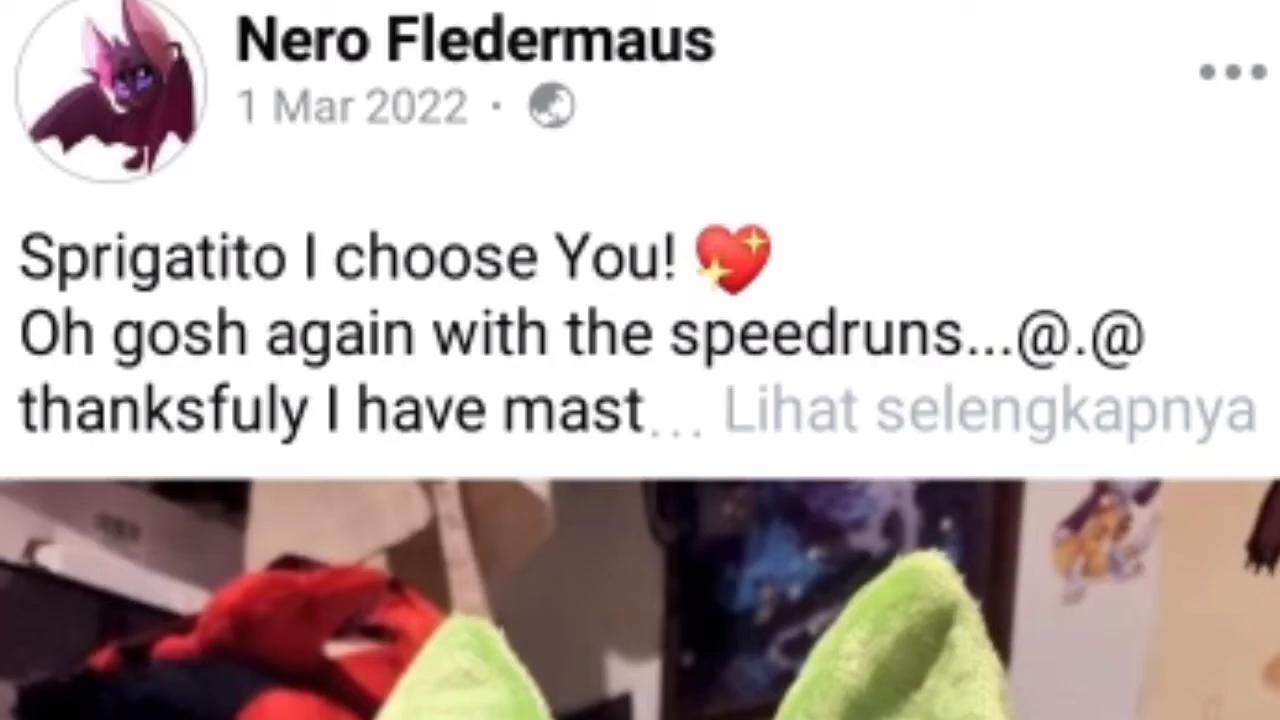 Nero Fledermaus
1 Mar 2022 ·
Sprigatito I choose You! 💖
Oh gosh again with the speedruns...@.@
thanksfuly I have mast... Lihat selengkapnya